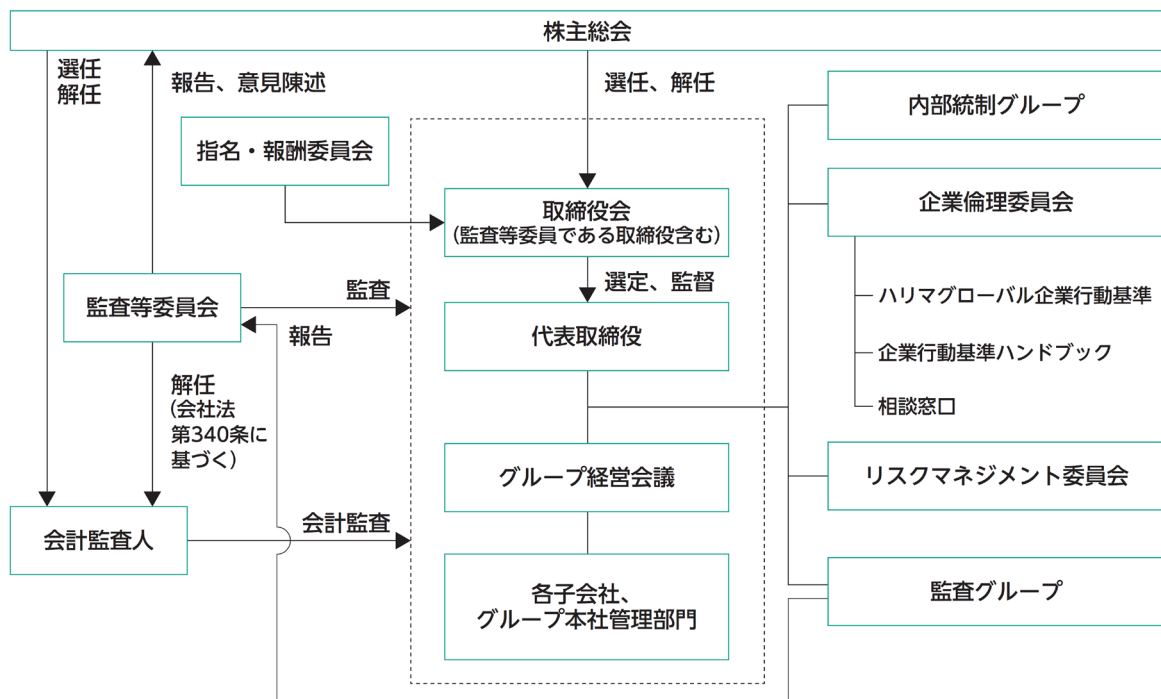 株主総会
選任
解任
報告、意見陳述
選任、解任
指名・報酬委員会
取締役会
(監査等委員である取締役含む)
選定、監督
監査等委員会
監査
報告
代表取締役
解任
(会社法
第340条に
基づく)
グループ経営会議
会計監査人
会計監査
各子会社、
グループ本社管理部門
内部統制グループ
企業倫理委員会
ハリマグローバル企業行動基準
企業行動基準ハンドブック
相談窓口
リスクマネジメント委員会
監査グループ